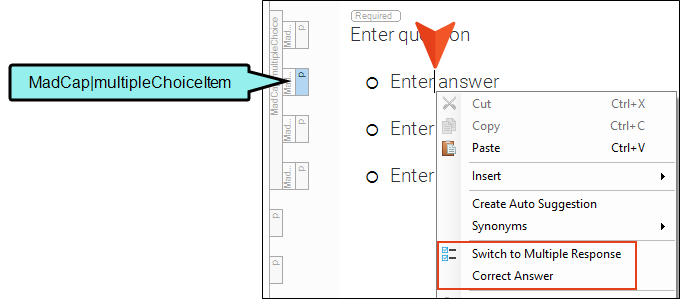 MadCap|multipleChoiceItem
MadCap|multipleChoice
Mad...
p
Mad...
p
Mad...
p
Mad...
p
p
p
Required
Enter question
Enter answer
Enter
Enter
Cut Ctrl+X
Copy Ctrl+C
Paste Ctrl+V
Insert
Create Auto Suggestion
Synonyms
Switch to Multiple Response
Correct Answer